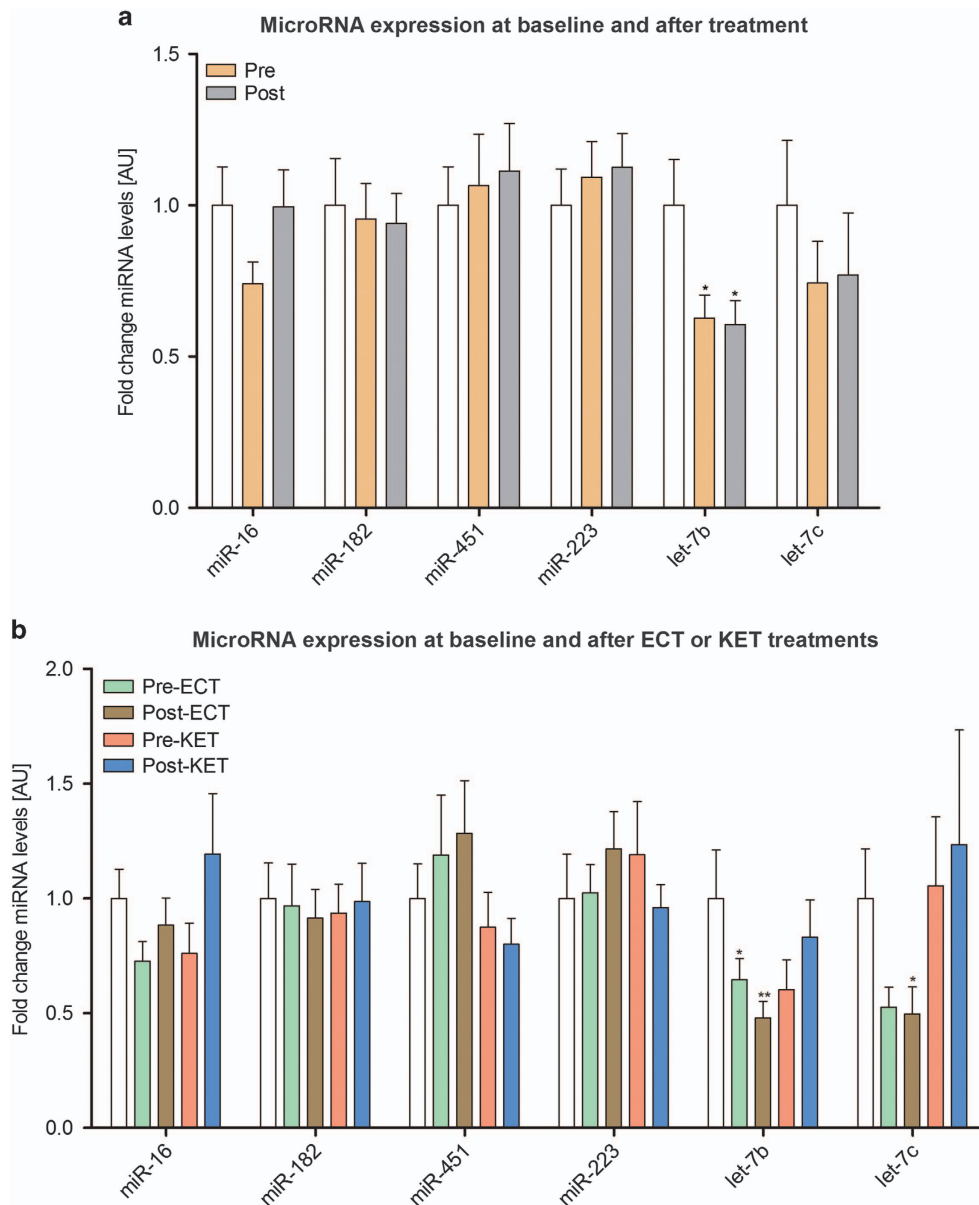 a
MicroRNA expression at baseline and after treatment
1.5
1.0
0.5
0.0
Fold change miRNA levels [AU]
Pre
Post
* *
miR-16 miR-182 miR-451 miR-223 let-7b let-7c
b
MicroRNA expression at baseline and after ECT or KET treatments
2.0
1.5
1.0
0.5
0.0
Fold change miRNA levels [AU]
Pre-ECT
Post-ECT
Pre-KET
Post-KET
* ** *
miR-16 miR-182 miR-451 miR-223 let-7b let-7c